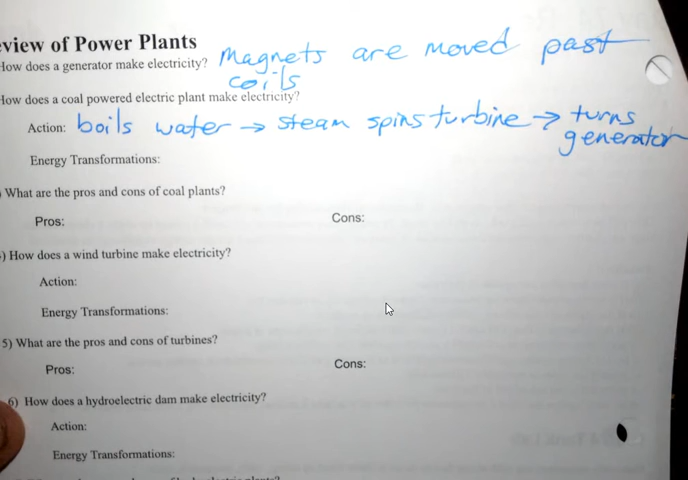 view of Power Plants
How does a generator make electricity? Magnets are moved past
coils
How does a coal powered electric plant make electricity?
Action: boils water → steam spins turbine → turns
generator
Energy Transformations:
What are the pros and cons of coal plants?
Pros: Cons:
) How does a wind turbine make electricity?
Action:
Energy Transformations:
5) What are the pros and cons of turbines?
Pros: Cons:
6) How does a hydroelectric dam make electricity?
Action:
Energy Transformations: